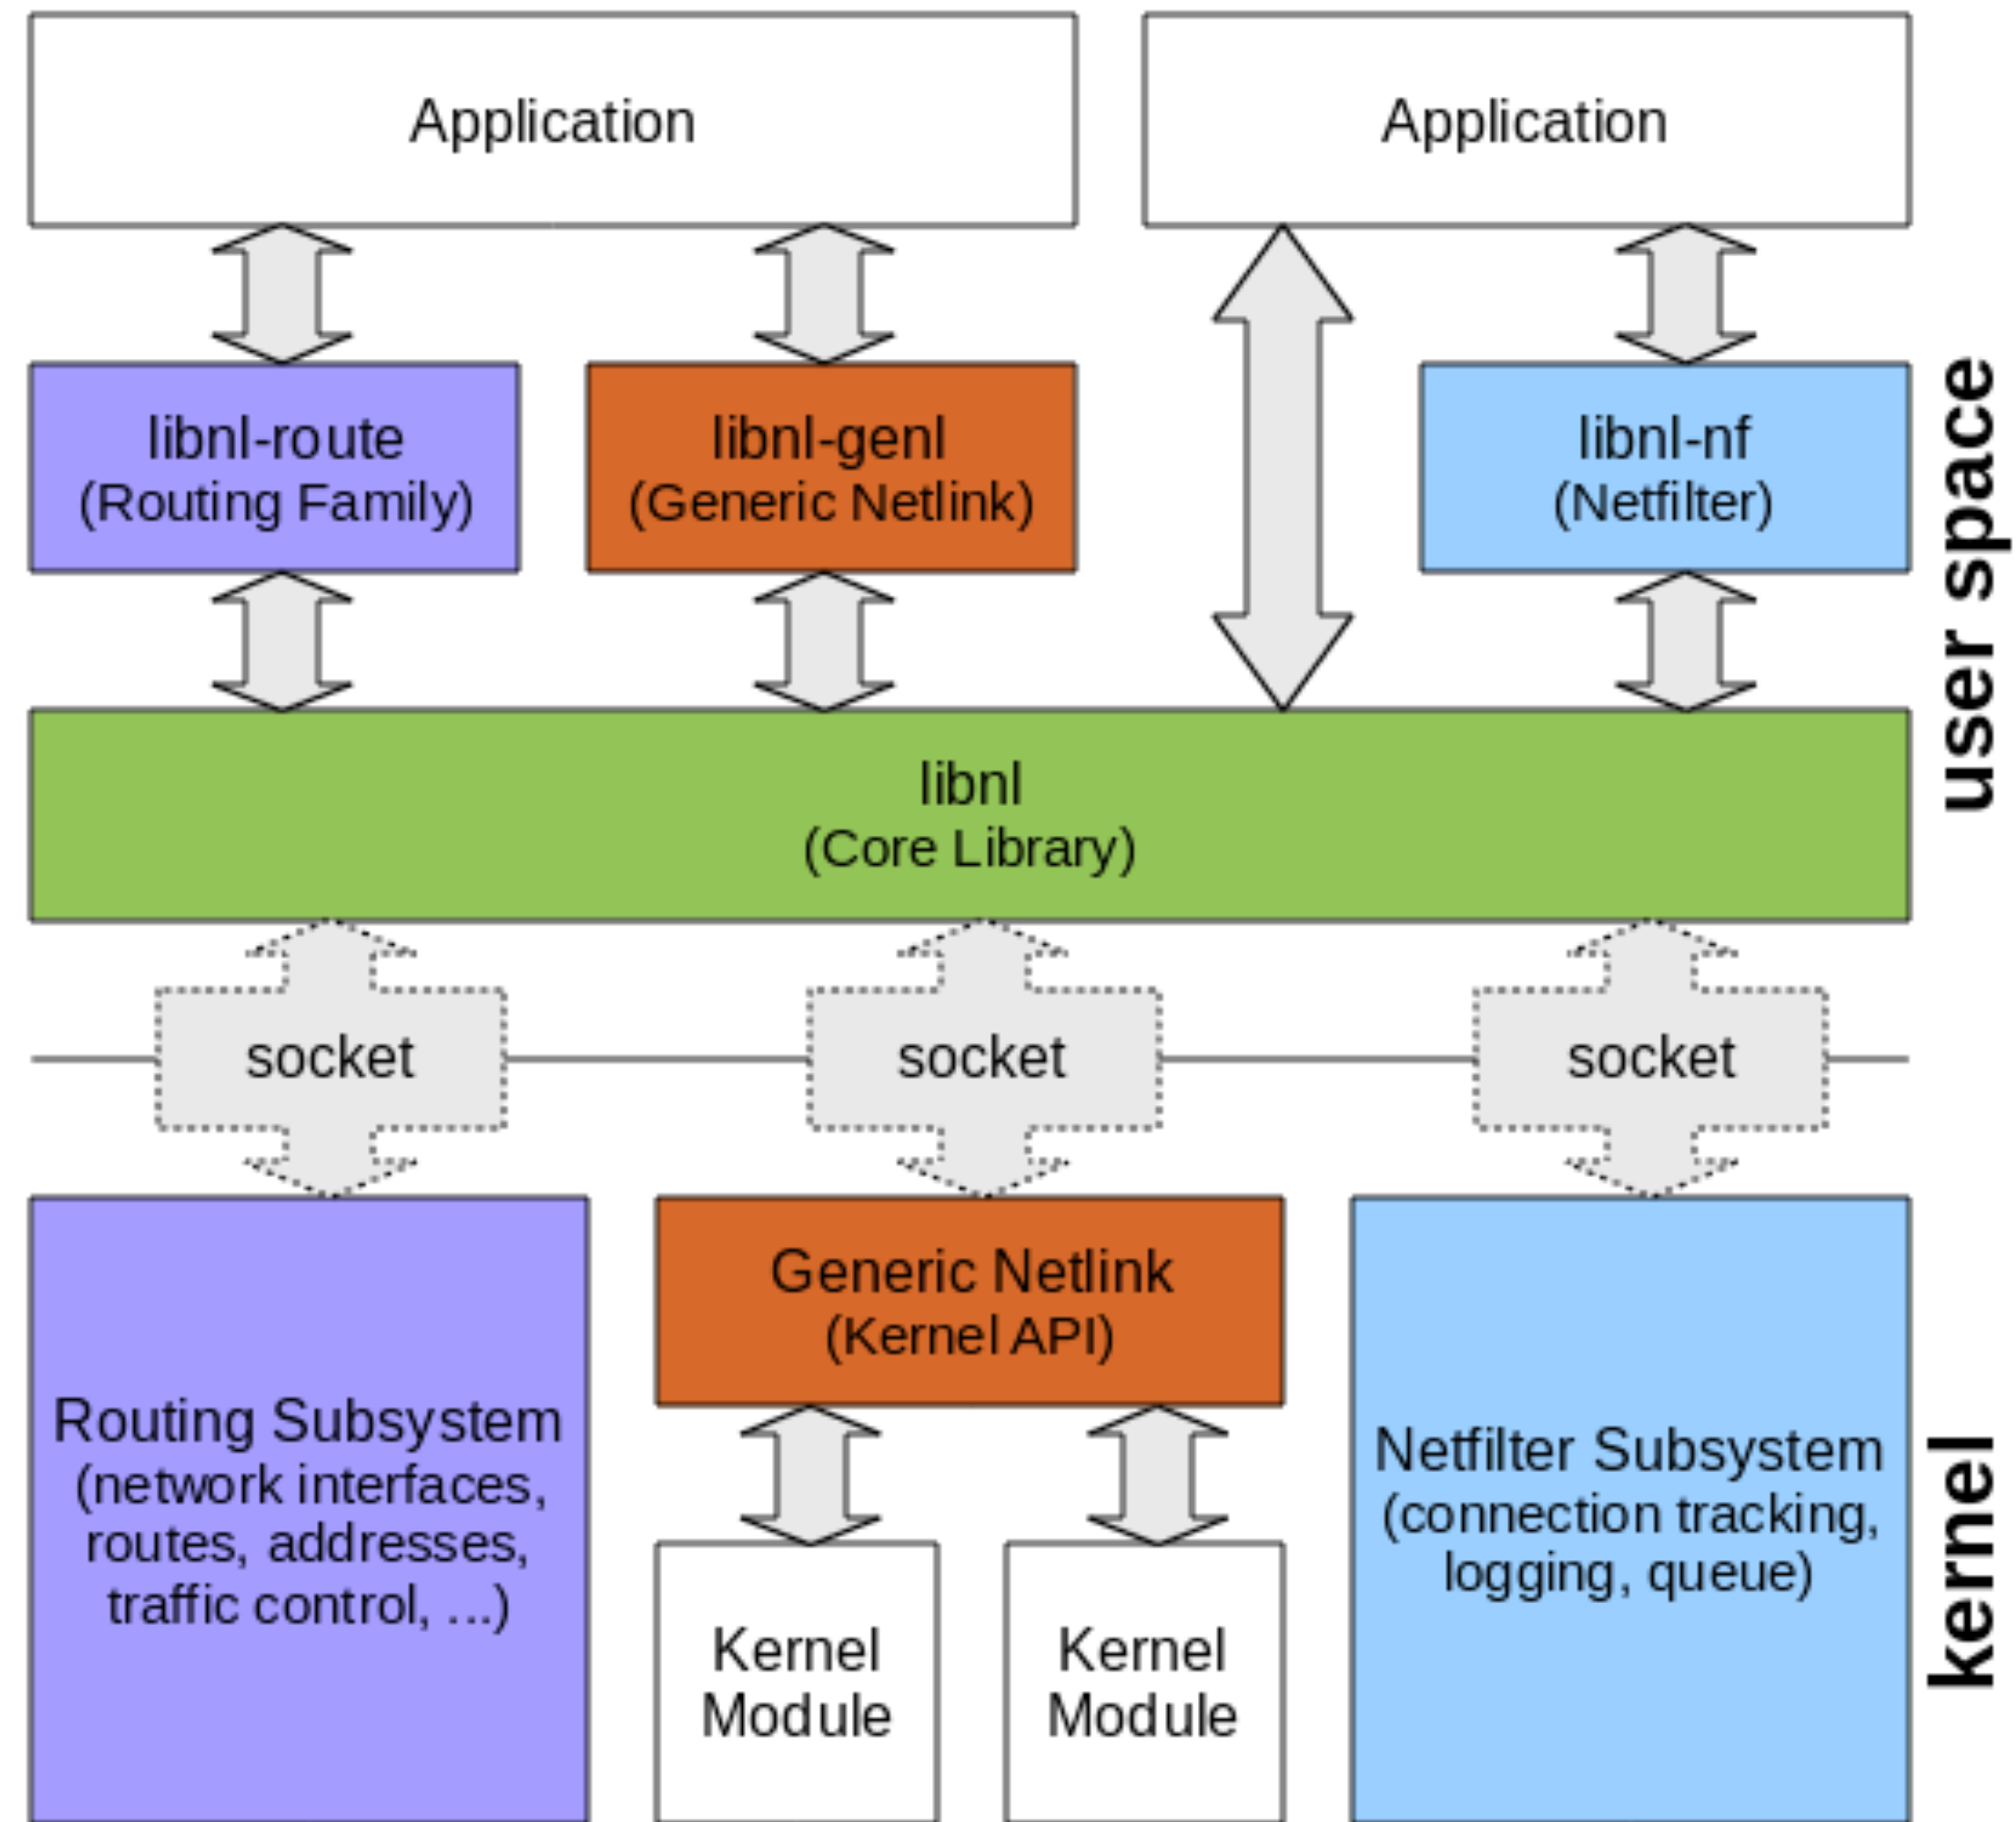 Application
Application
libnl-route
(Routing Family)
libnl-genl
(Generic Netlink)
libnl-nf
(Netfilter)
user space
libnl
(Core Library)
socket
socket
socket
Routing Subsystem
(network interfaces,
routes, addresses,
traffic control, ...)
Generic Netlink
(Kernel API)
Kernel
Module
Kernel
Module
Netfilter Subsystem
(connection tracking,
logging, queue)
kernel